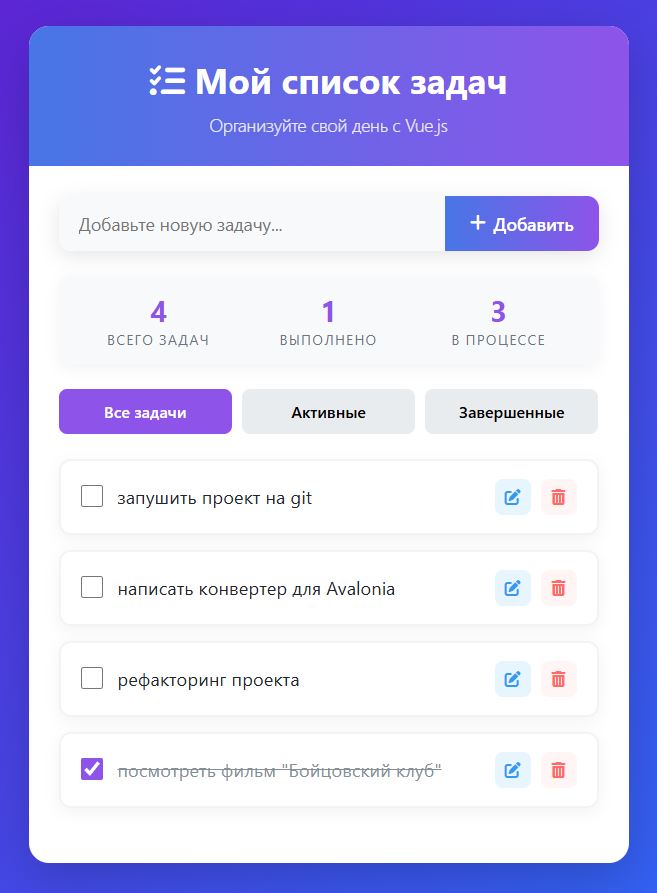 Мой список задач
Организуйте свой день с Vue.js
Добавьте новую задачу...
Добавить
4
1
3
ВСЕГО ЗАДАЧ
ВЫПОЛНЕНО
В ПРОЦЕССЕ
Все задачи
Активные
Завершенные
запушить проект на git
написать конвертер для Avalonia
рефакторинг проекта
посмотреть фильм "Бойцовский клуб"